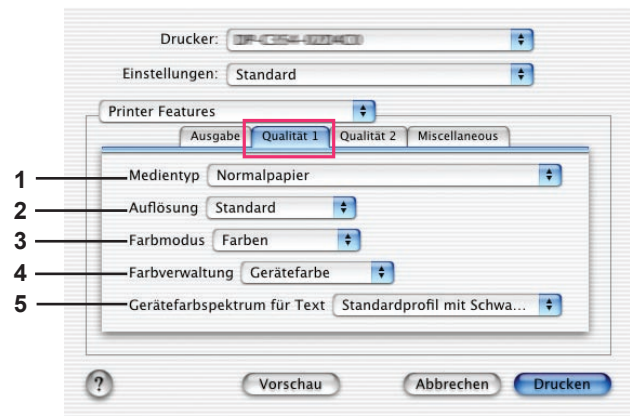 Drucker:
Einstellungen: Standard
Printer Features
Ausgabe Qualität 1 Qualität 2 Miscellaneous
1 Medientyp Normalpapier
2 Auflösung Standard
3 Farbmodus Farben
4 Farbverwaltung Gerätefarbe
5 Gerätefarbspektrum für Text Standardprofil mit Schwa...
? Vorschau Abbrechen Drucken